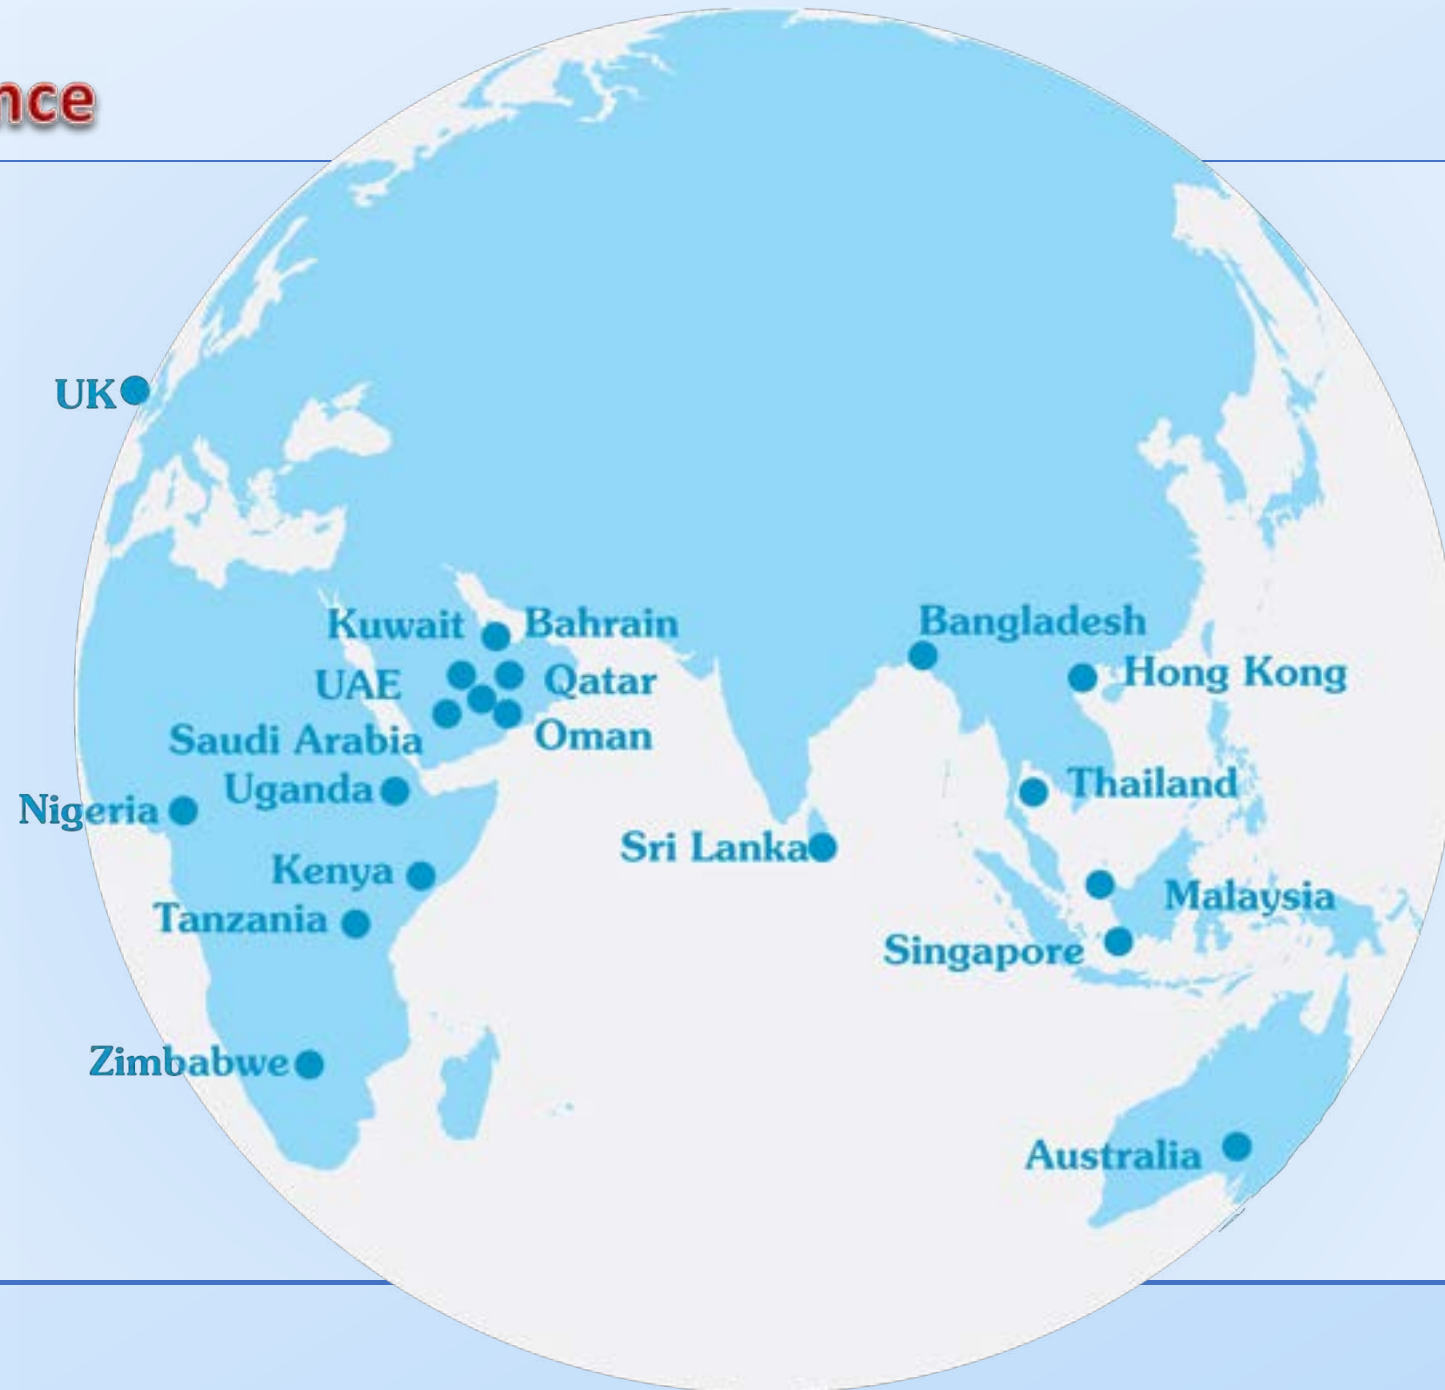 nce
UK
Kuwait
Bahrain
Bangladesh
UAE
Qatar
Hong Kong
Saudi Arabia
Oman
Uganda
Thailand
Nigeria
Sri Lanka
Kenya
Malaysia
Tanzania
Singapore
Zimbabwe
Australia